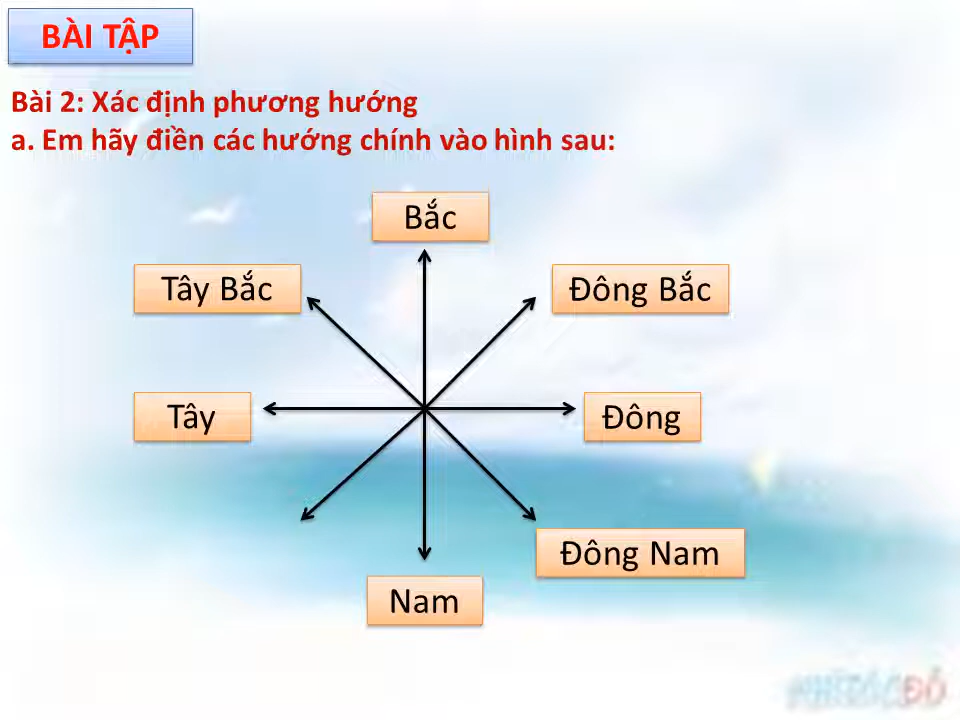 BÀI TẬP
Bài 2: Xác định phương hướng
a. Em hãy điền các hướng chính vào hình sau:
Bắc
Tây Bắc
Đông Bắc
Tây
Đông
Đông Nam
Nam